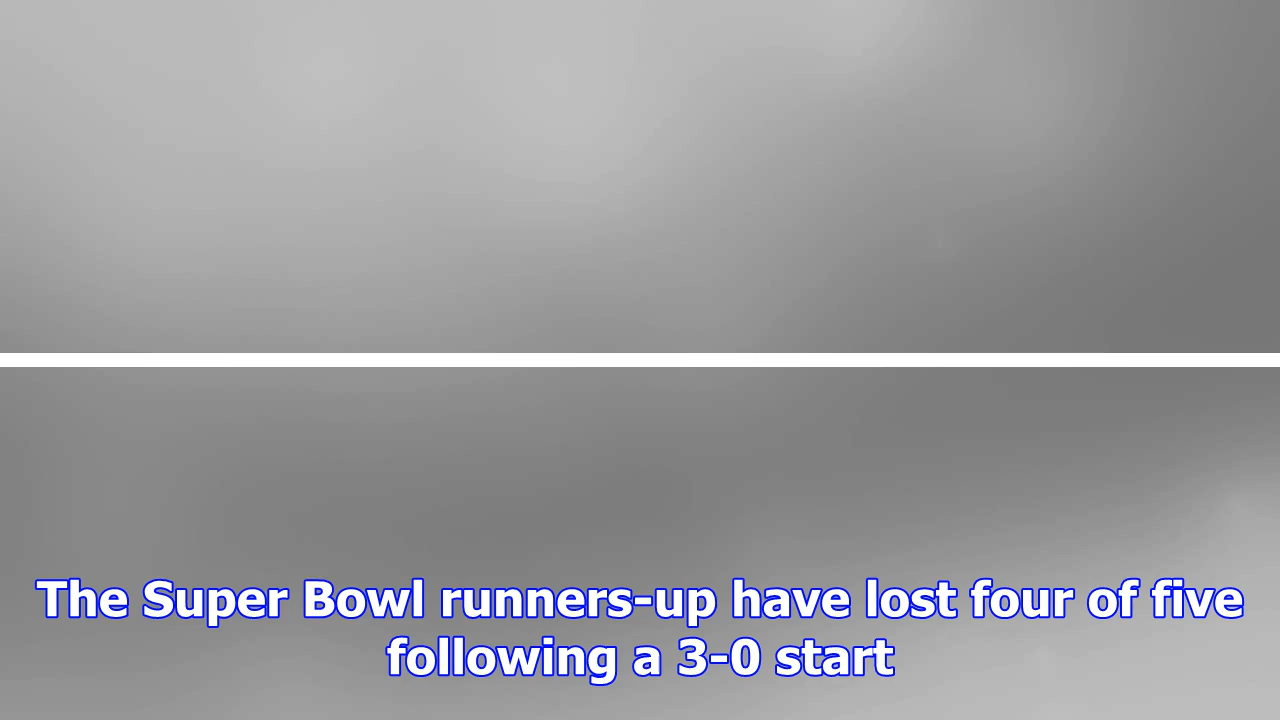 The Super Bowl runners-up have lost four of five
following a 3-0 start